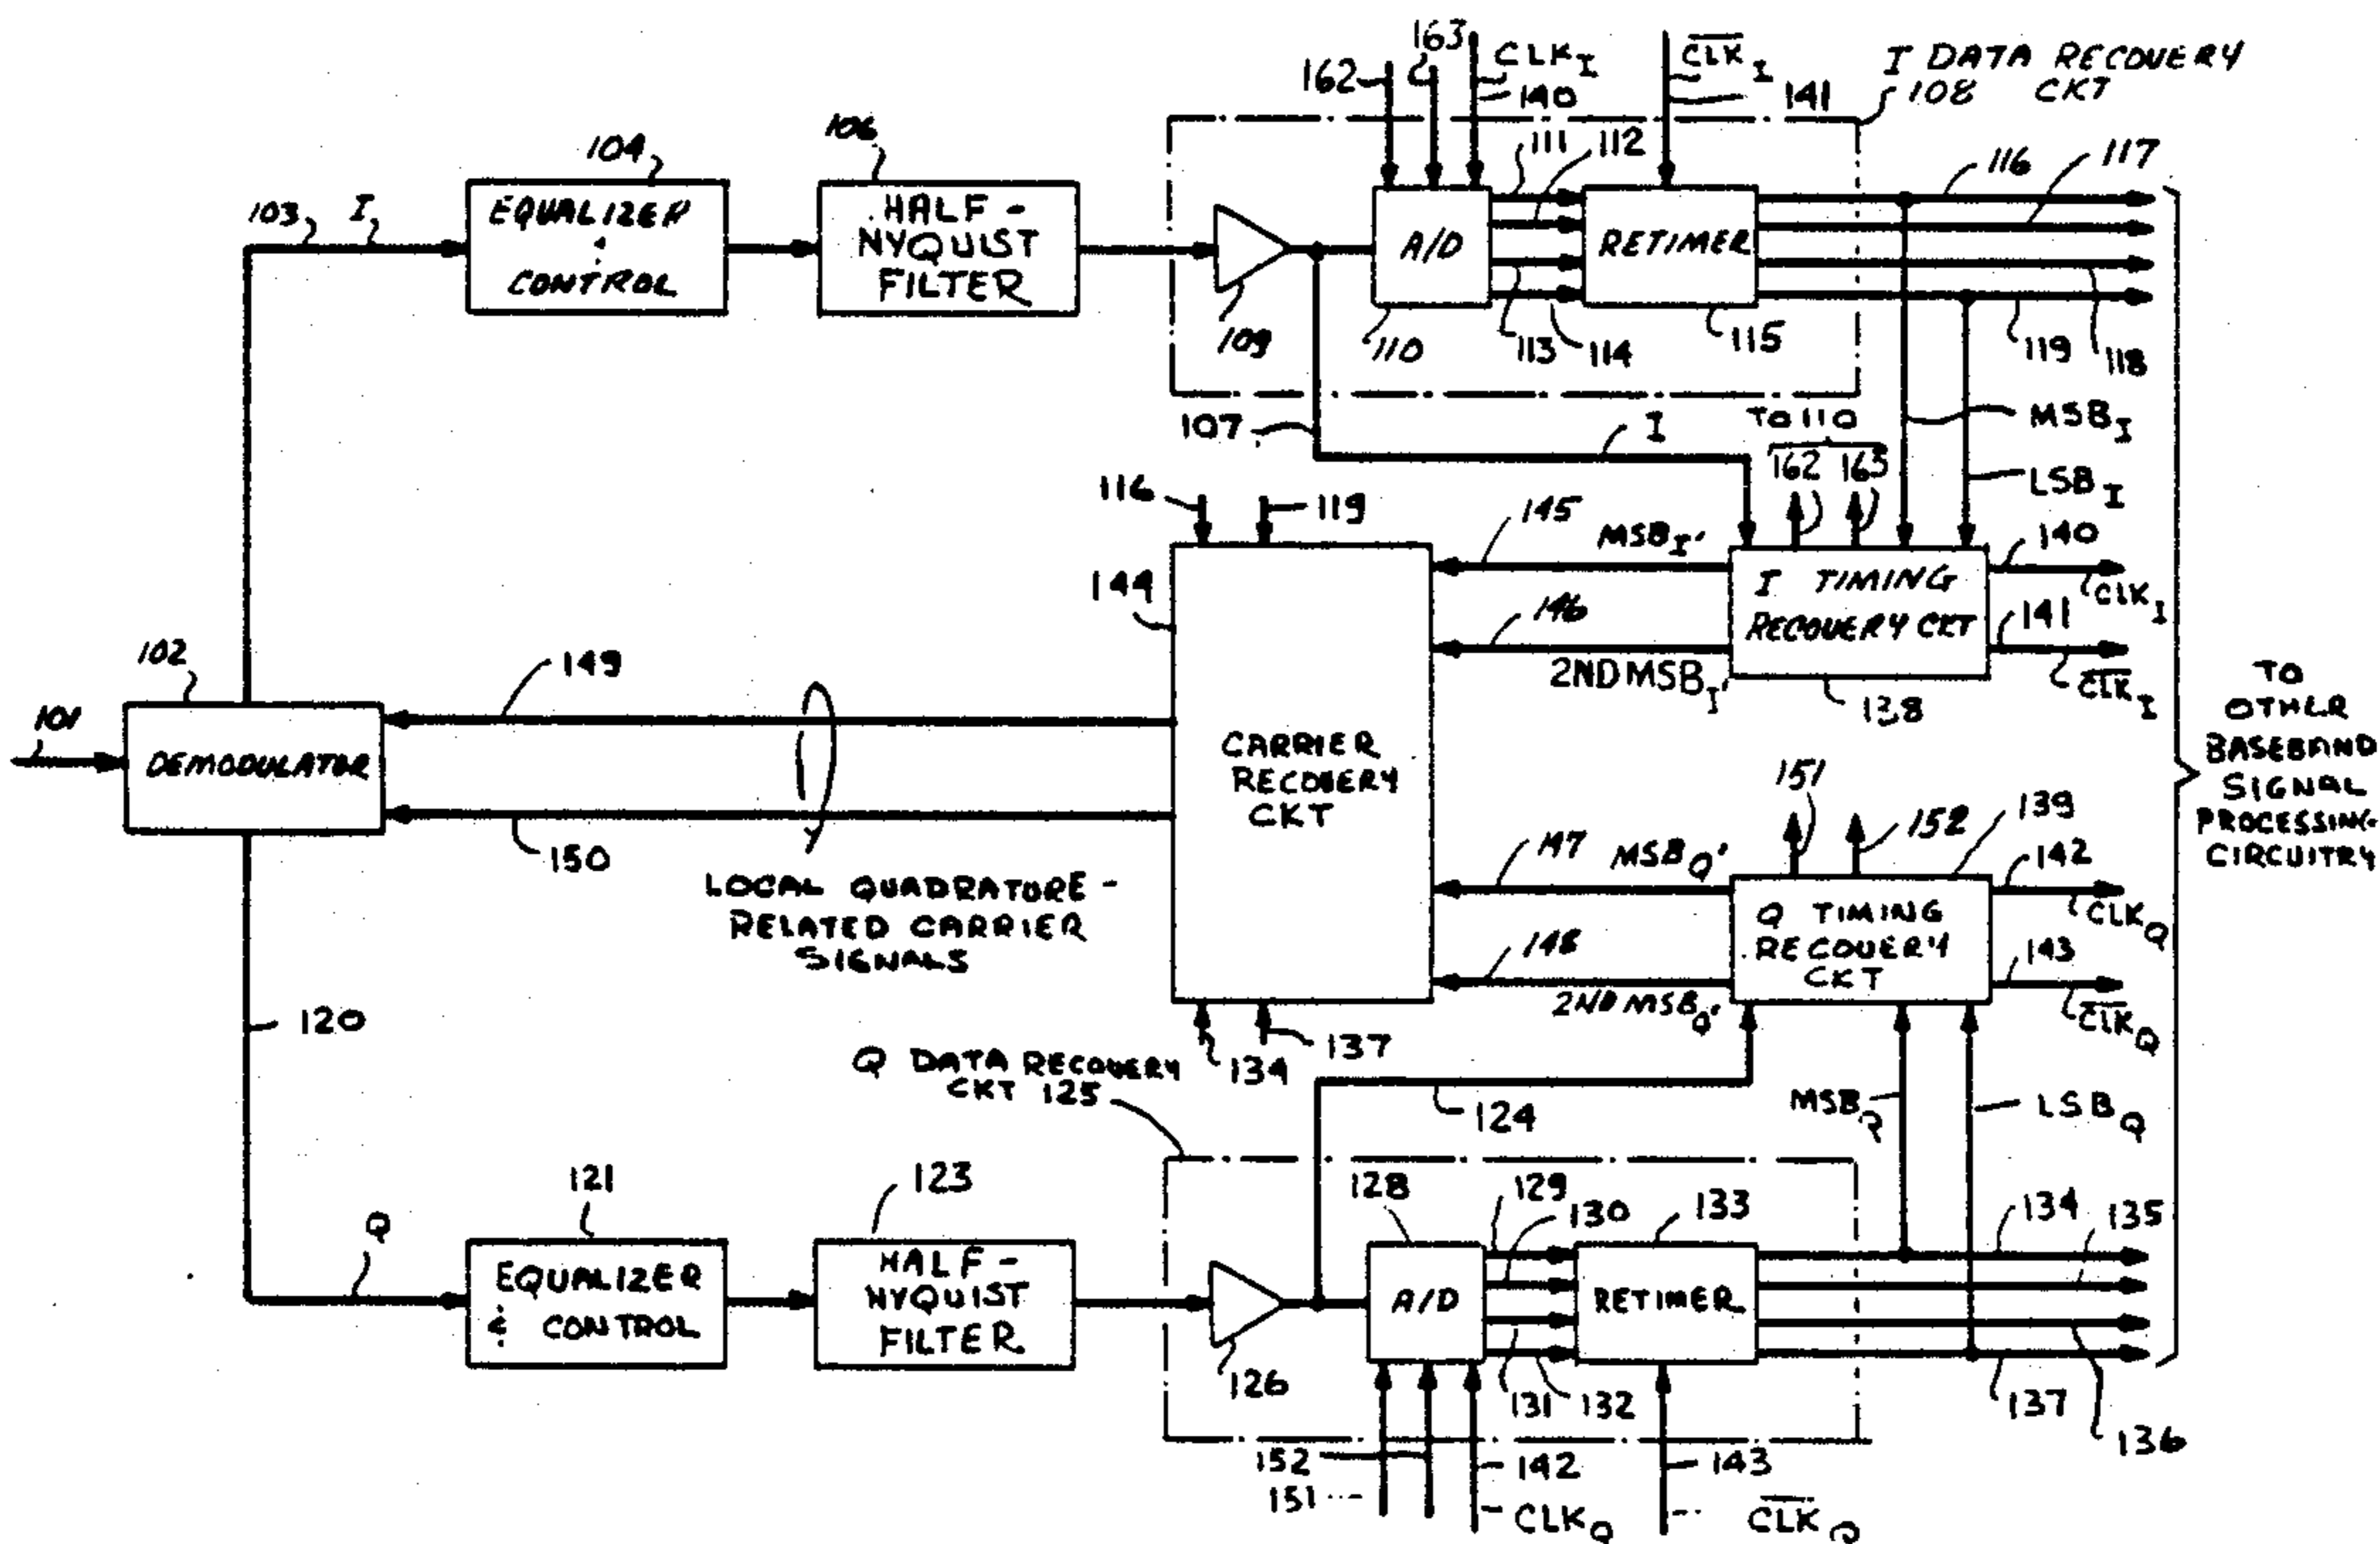 163
162
CLK_I
140
CLK_I
141
I DATA RECOVERY
108 CKT
103
I
104
EQUALIZER
& CONTROL
106
HALF-
NYQUIST
FILTER
109
111
112
A/D
110
113
114
RETIMER
115
116
117
119
118
107
I
TO 110
162 163
MSB_I
LSB_I
116
119
145
MSB_I'
144
146
2ND MSB_I'
I TIMING
RECOVERY CKT
138
140
CLK_I
141
CLK_I
102
101
DEMODULATOR
149
150
LOCAL QUADRATURE-
RELATED CARRIER
SIGNALS
CARRIER
RECOVERY
CKT
TO
OTHER
BASEBAND
SIGNAL
PROCESSING
CIRCUITRY
151
152
139
147
MSB_Q'
148
2ND MSB_Q'
Q TIMING
RECOVERY
CKT
142
CLK_Q
143
CLK_Q
134
137
120
Q DATA RECOVERY
CKT 125
124
MSB_Q
LSB_Q
Q
121
EQUALIZER
& CONTROL
123
HALF-
NYQUIST
FILTER
126
128
129
130
A/D
131
132
133
RETIMER
134
135
137
136
152
151
142
CLK_Q
143
CLK_Q